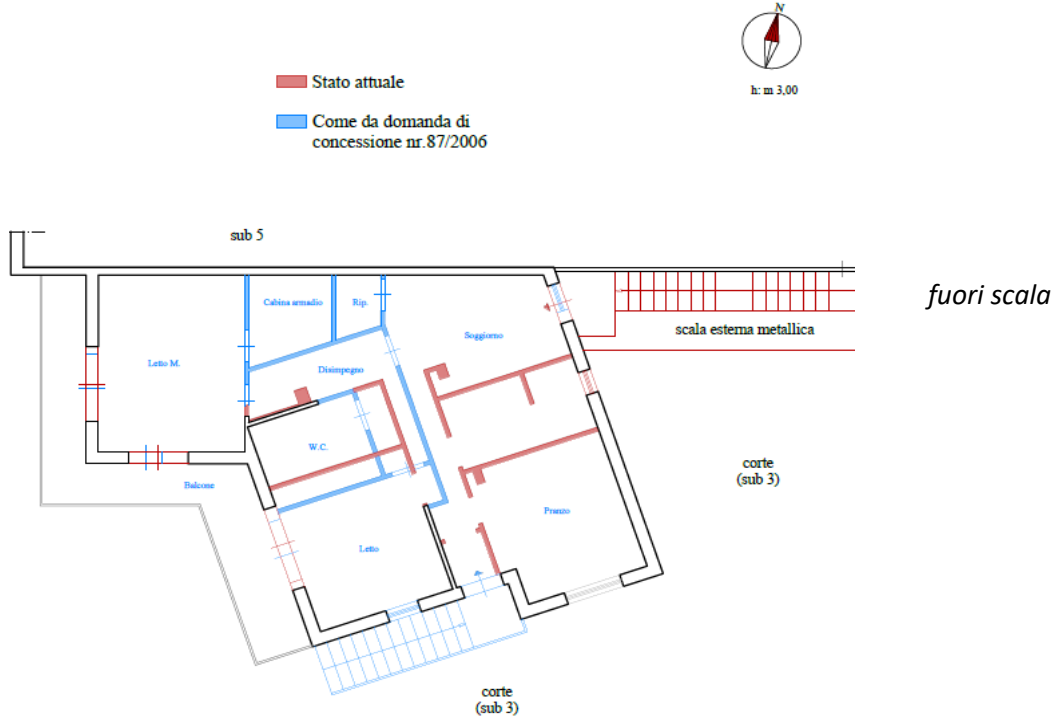 N
h: m 3,00
Stato attuale
Come da domanda di
concessione nr.87/2006
sub 5
fuori scala
Cabina armadio
Rip.
Soggiorno
scala esterna metallica
Letto M.
Disimpegno
W.C.
corte
(sub 3)
Balcone
Pranzo
Letto
corte
(sub 3)